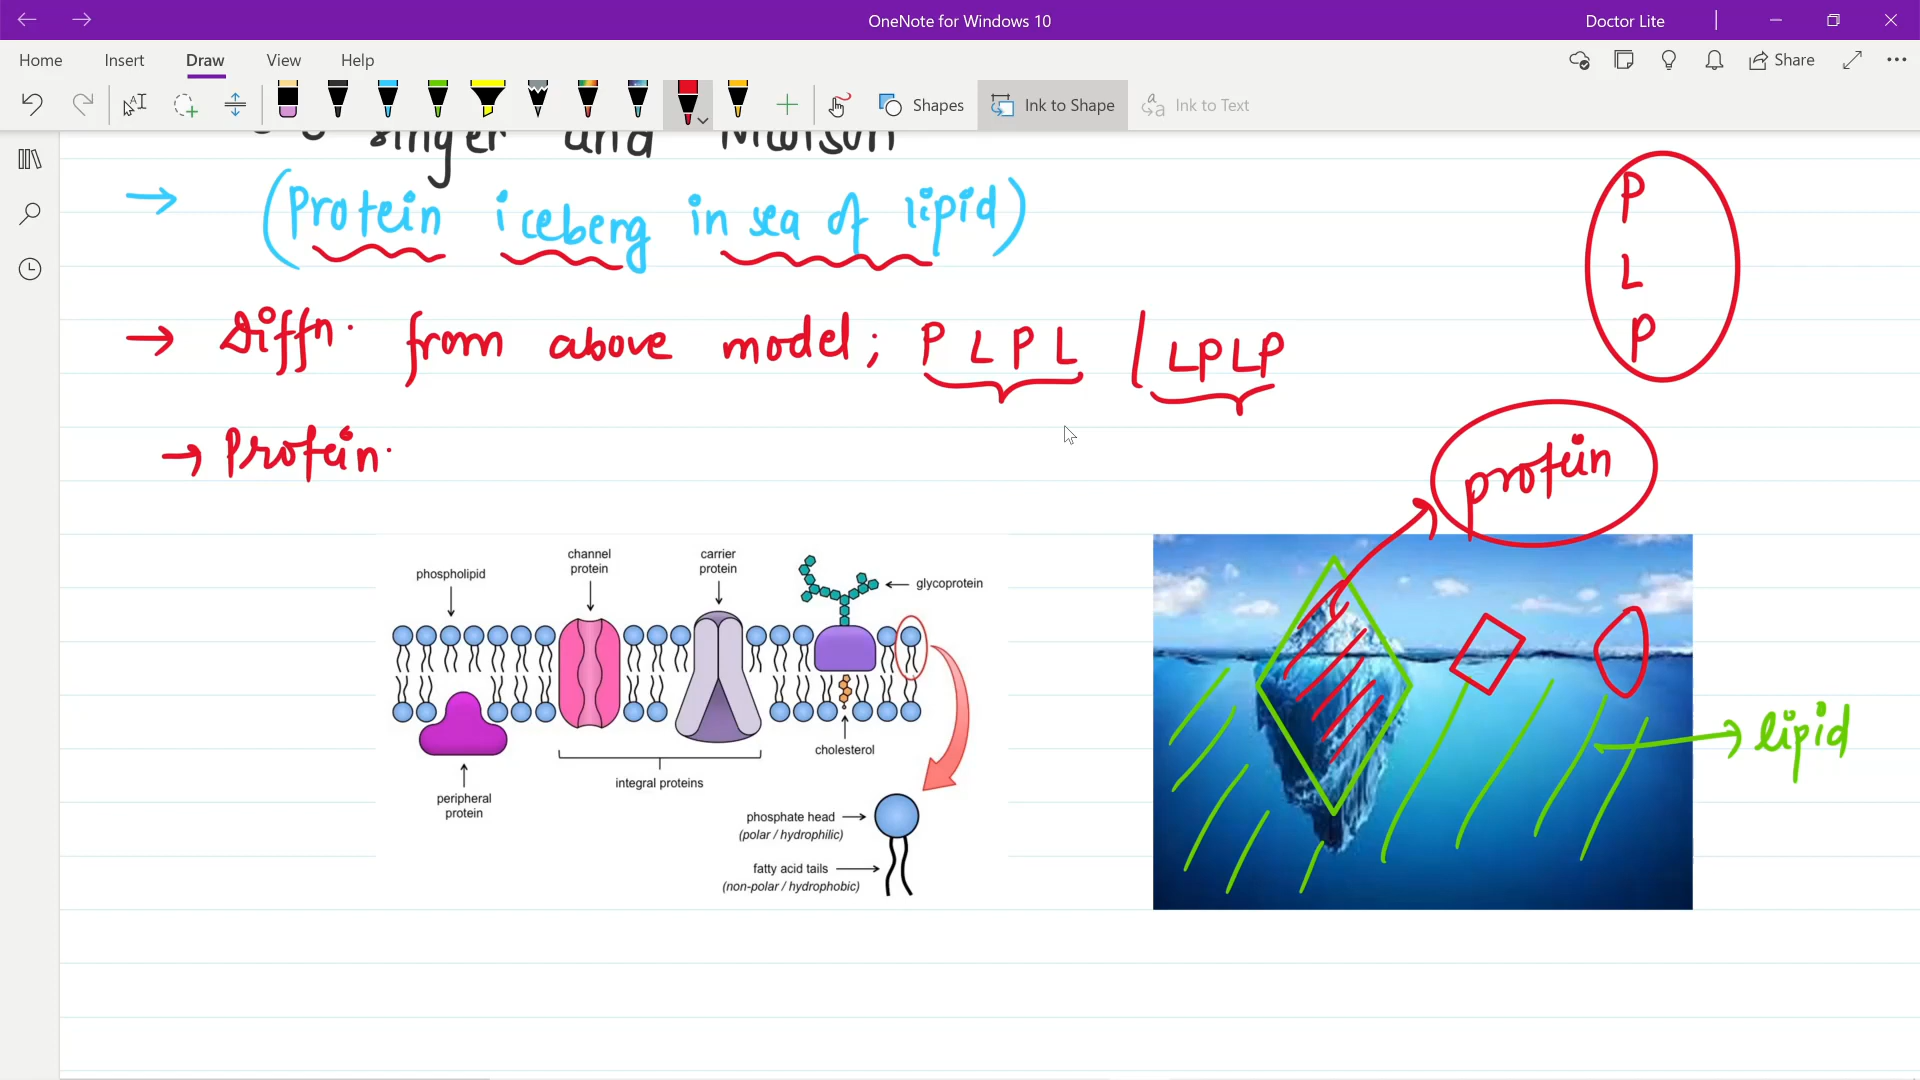 OneNote for Windows 10
Doctor Lite
Home Insert Draw View Help
Share
Shapes
Ink to Shape
Ink to Text
singer and
→ (Protein iceberg in sea of lipid)
→ Diffn. from above model; P L P L | LPLP
→ Protein.
P
L
P
protein
lipid
phospholipid
channel
protein
carrier
protein
glycoprotein
cholesterol
integral proteins
peripheral
protein
phosphate head
(polar / hydrophilic)
fatty acid tails
(non-polar / hydrophobic)